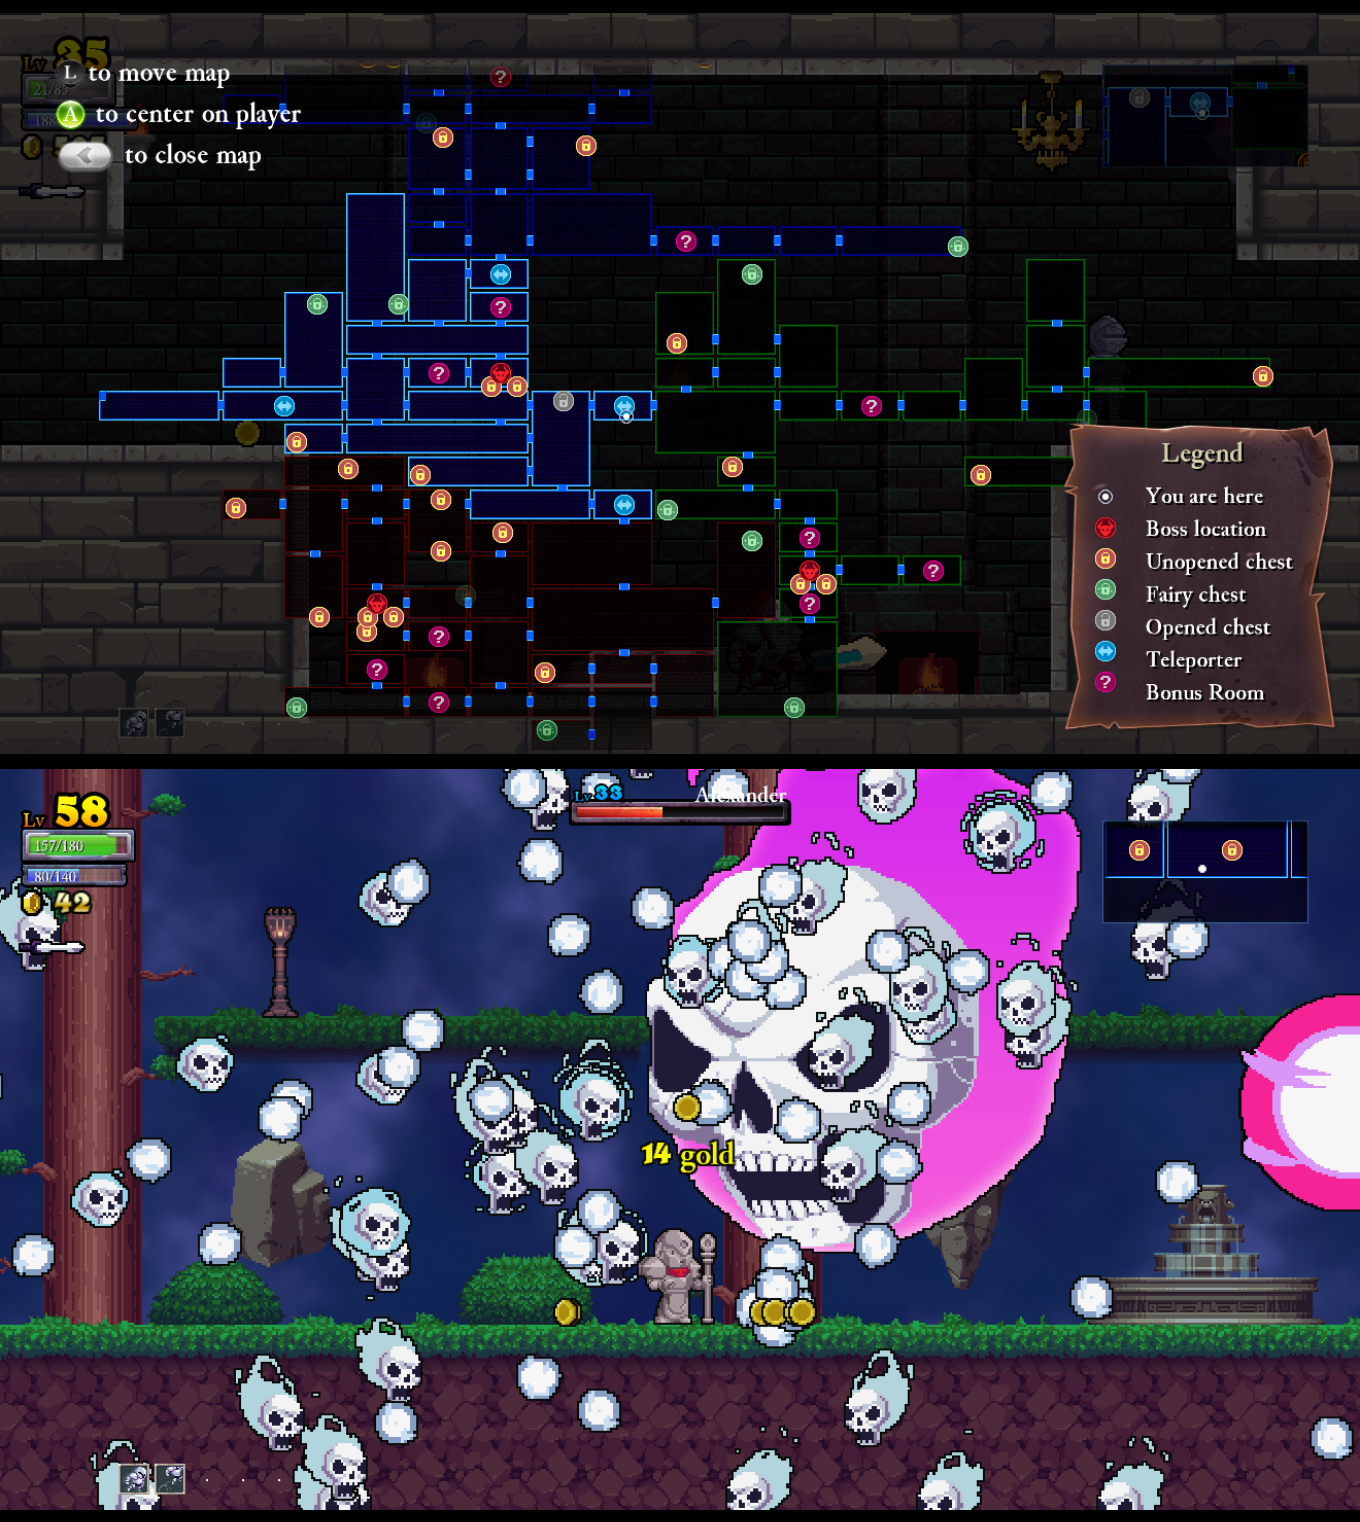 Lv 35
21/85
L to move map
A to center on player
to close map
Legend
You are here
Boss location
Unopened chest
Fairy chest
Opened chest
Teleporter
Bonus Room
Lv 58
157/180
80/140
42
Lv 33
Alexander
14 gold